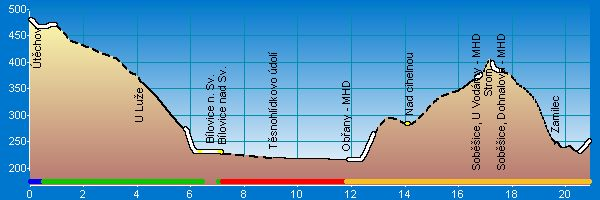 500
450
400
350
300
250
200
Útěchov
U Luže
Bílovice n. Sv.
Bílovice nad Sv.
Těsnohlídkovo údolí
Obřany - MHD
Nad cihelnou
Soběšice, U Vodárny - MHD
Strom
Soběšice, Dohnalova - MHD
Zamilec
0 2 4 6 8 10 12 14 16 18 20